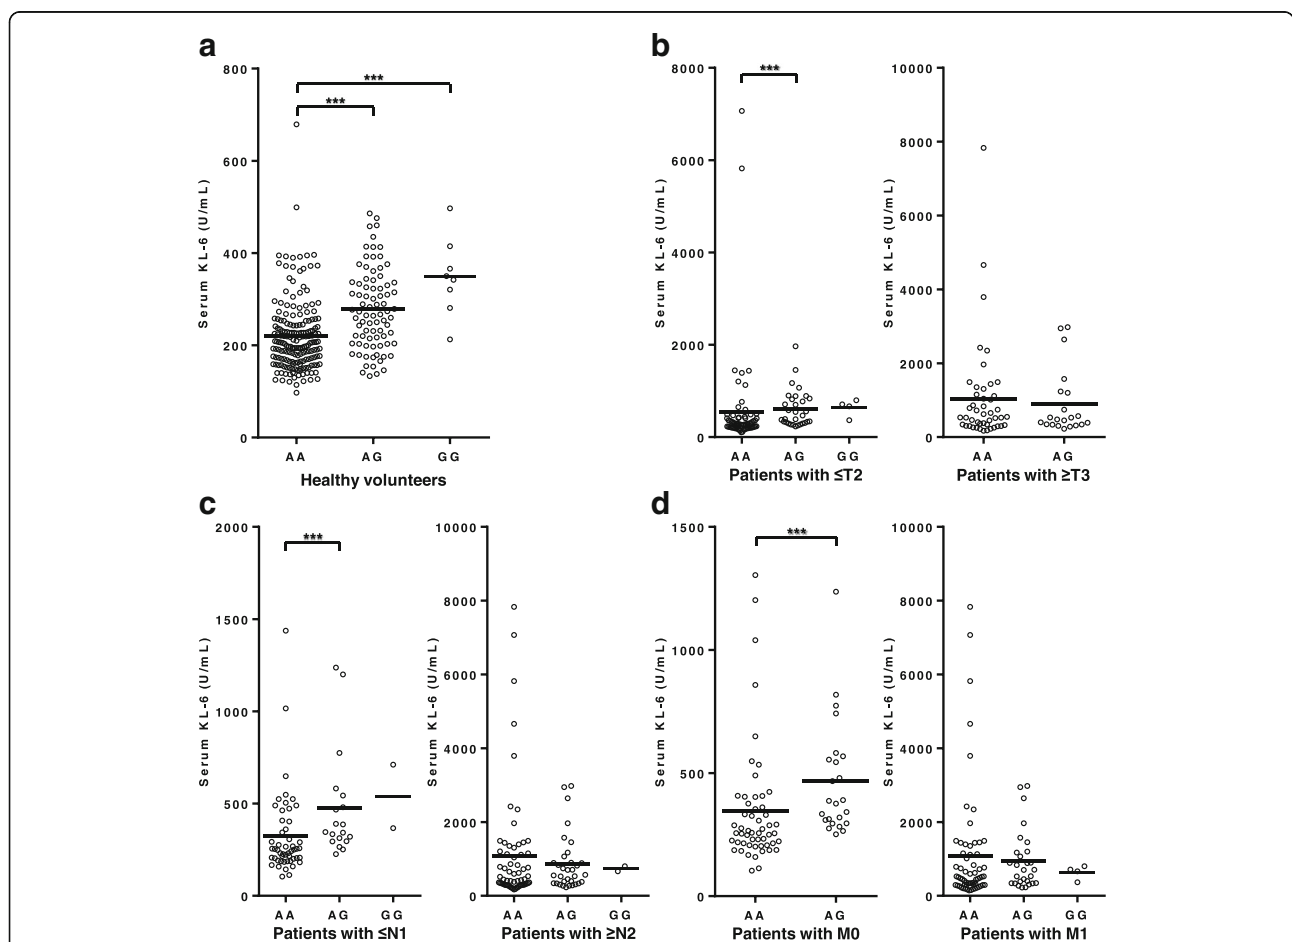 a
800
600
400
200
0
Serum KL-6 (U/mL)
***
***
AA AG GG
Healthy volunteers
b
8000
6000
4000
2000
0
Serum KL-6 (U/mL)
***
AA AG GG
Patients with ≤T2
10000
8000
6000
4000
2000
0
Serum KL-6 (U/mL)
AA AG
Patients with ≥T3
c
2000
1500
1000
500
0
Serum KL-6 (U/mL)
***
AA AG GG
Patients with ≤N1
10000
8000
6000
4000
2000
0
Serum KL-6 (U/mL)
AA AG GG
Patients with ≥N2
d
1500
1000
500
0
Serum KL-6 (U/mL)
***
AA AG
Patients with M0
10000
8000
6000
4000
2000
0
Serum KL-6 (U/mL)
AA AG GG
Patients with M1